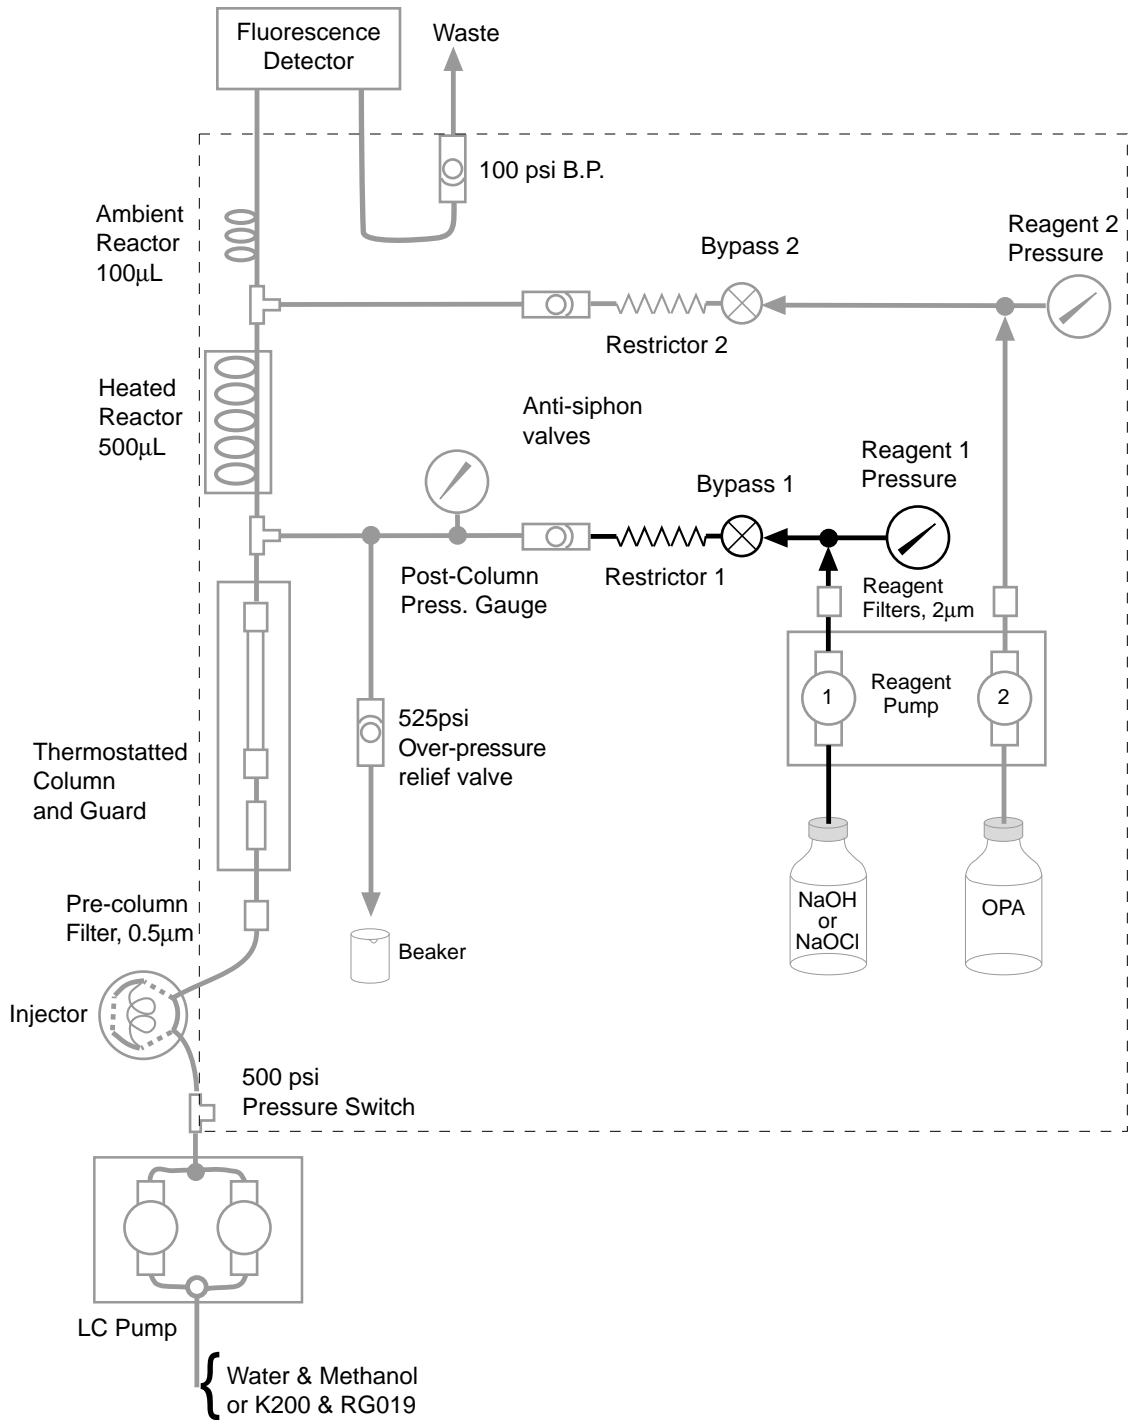 Fluorescence
Detector
Waste
100 psi B.P.
Ambient
Reactor
100μL
Bypass 2
Reagent 2
Pressure
Restrictor 2
Heated
Reactor
500μL
Anti-siphon
valves
Reagent 1
Pressure
Bypass 1
Post-Column
Press. Gauge
Restrictor 1
Reagent
Filters, 2μm
1
Reagent
Pump
2
525psi
Over-pressure
relief valve
Thermostatted
Column
and Guard
NaOH
or
NaOCl
OPA
Pre-column
Filter, 0.5μm
Beaker
Injector
500 psi
Pressure Switch
LC Pump
Water & Methanol
or K200 & RG019